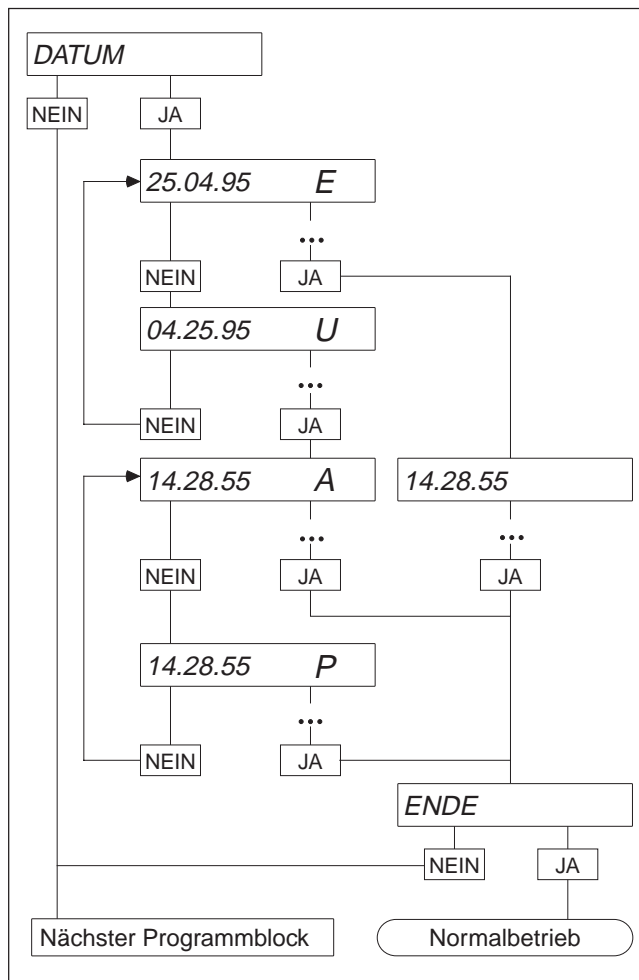 DATUM
NEIN JA
25.04.95 E
...
NEIN JA
04.25.95 U
...
NEIN JA
14.28.55 A 14.28.55
... ...
NEIN JA JA
14.28.55 P
...
NEIN JA
ENDE
NEIN JA
Nächster Programmblock Normalbetrieb